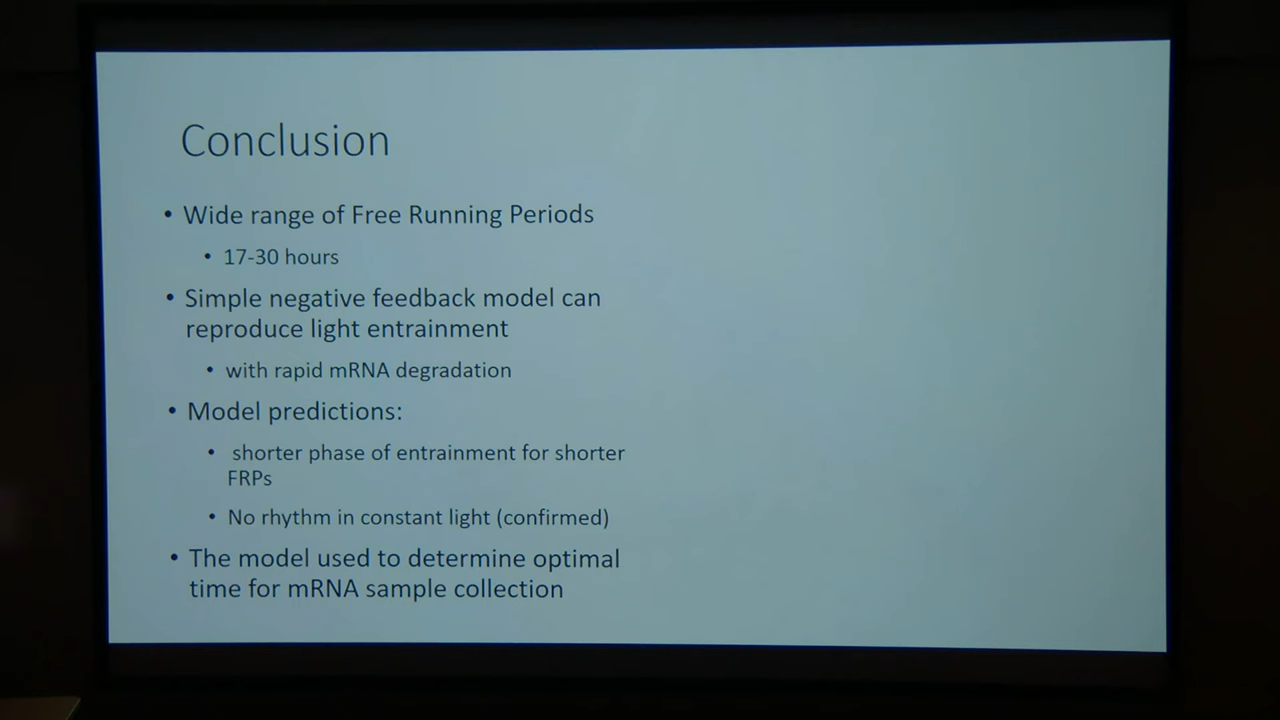 Conclusion
• Wide range of Free Running Periods
• 17-30 hours
• Simple negative feedback model can
reproduce light entrainment
• with rapid mRNA degradation
• Model predictions:
• shorter phase of entrainment for shorter
FRPs
• No rhythm in constant light (confirmed)
• The model used to determine optimal
time for mRNA sample collection